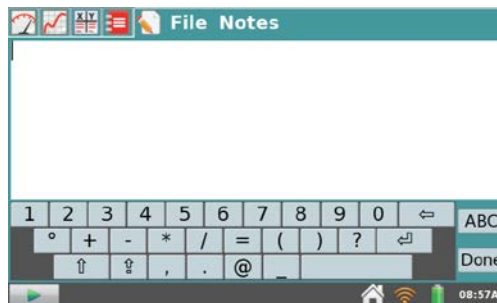 X Y File Notes
1 2 3 4 5 6 7 8 9 0 ⇦ ABC
° + - * / = ( ) ? ⏎
⇧ ⇪ , . @ _ Done
08:57A